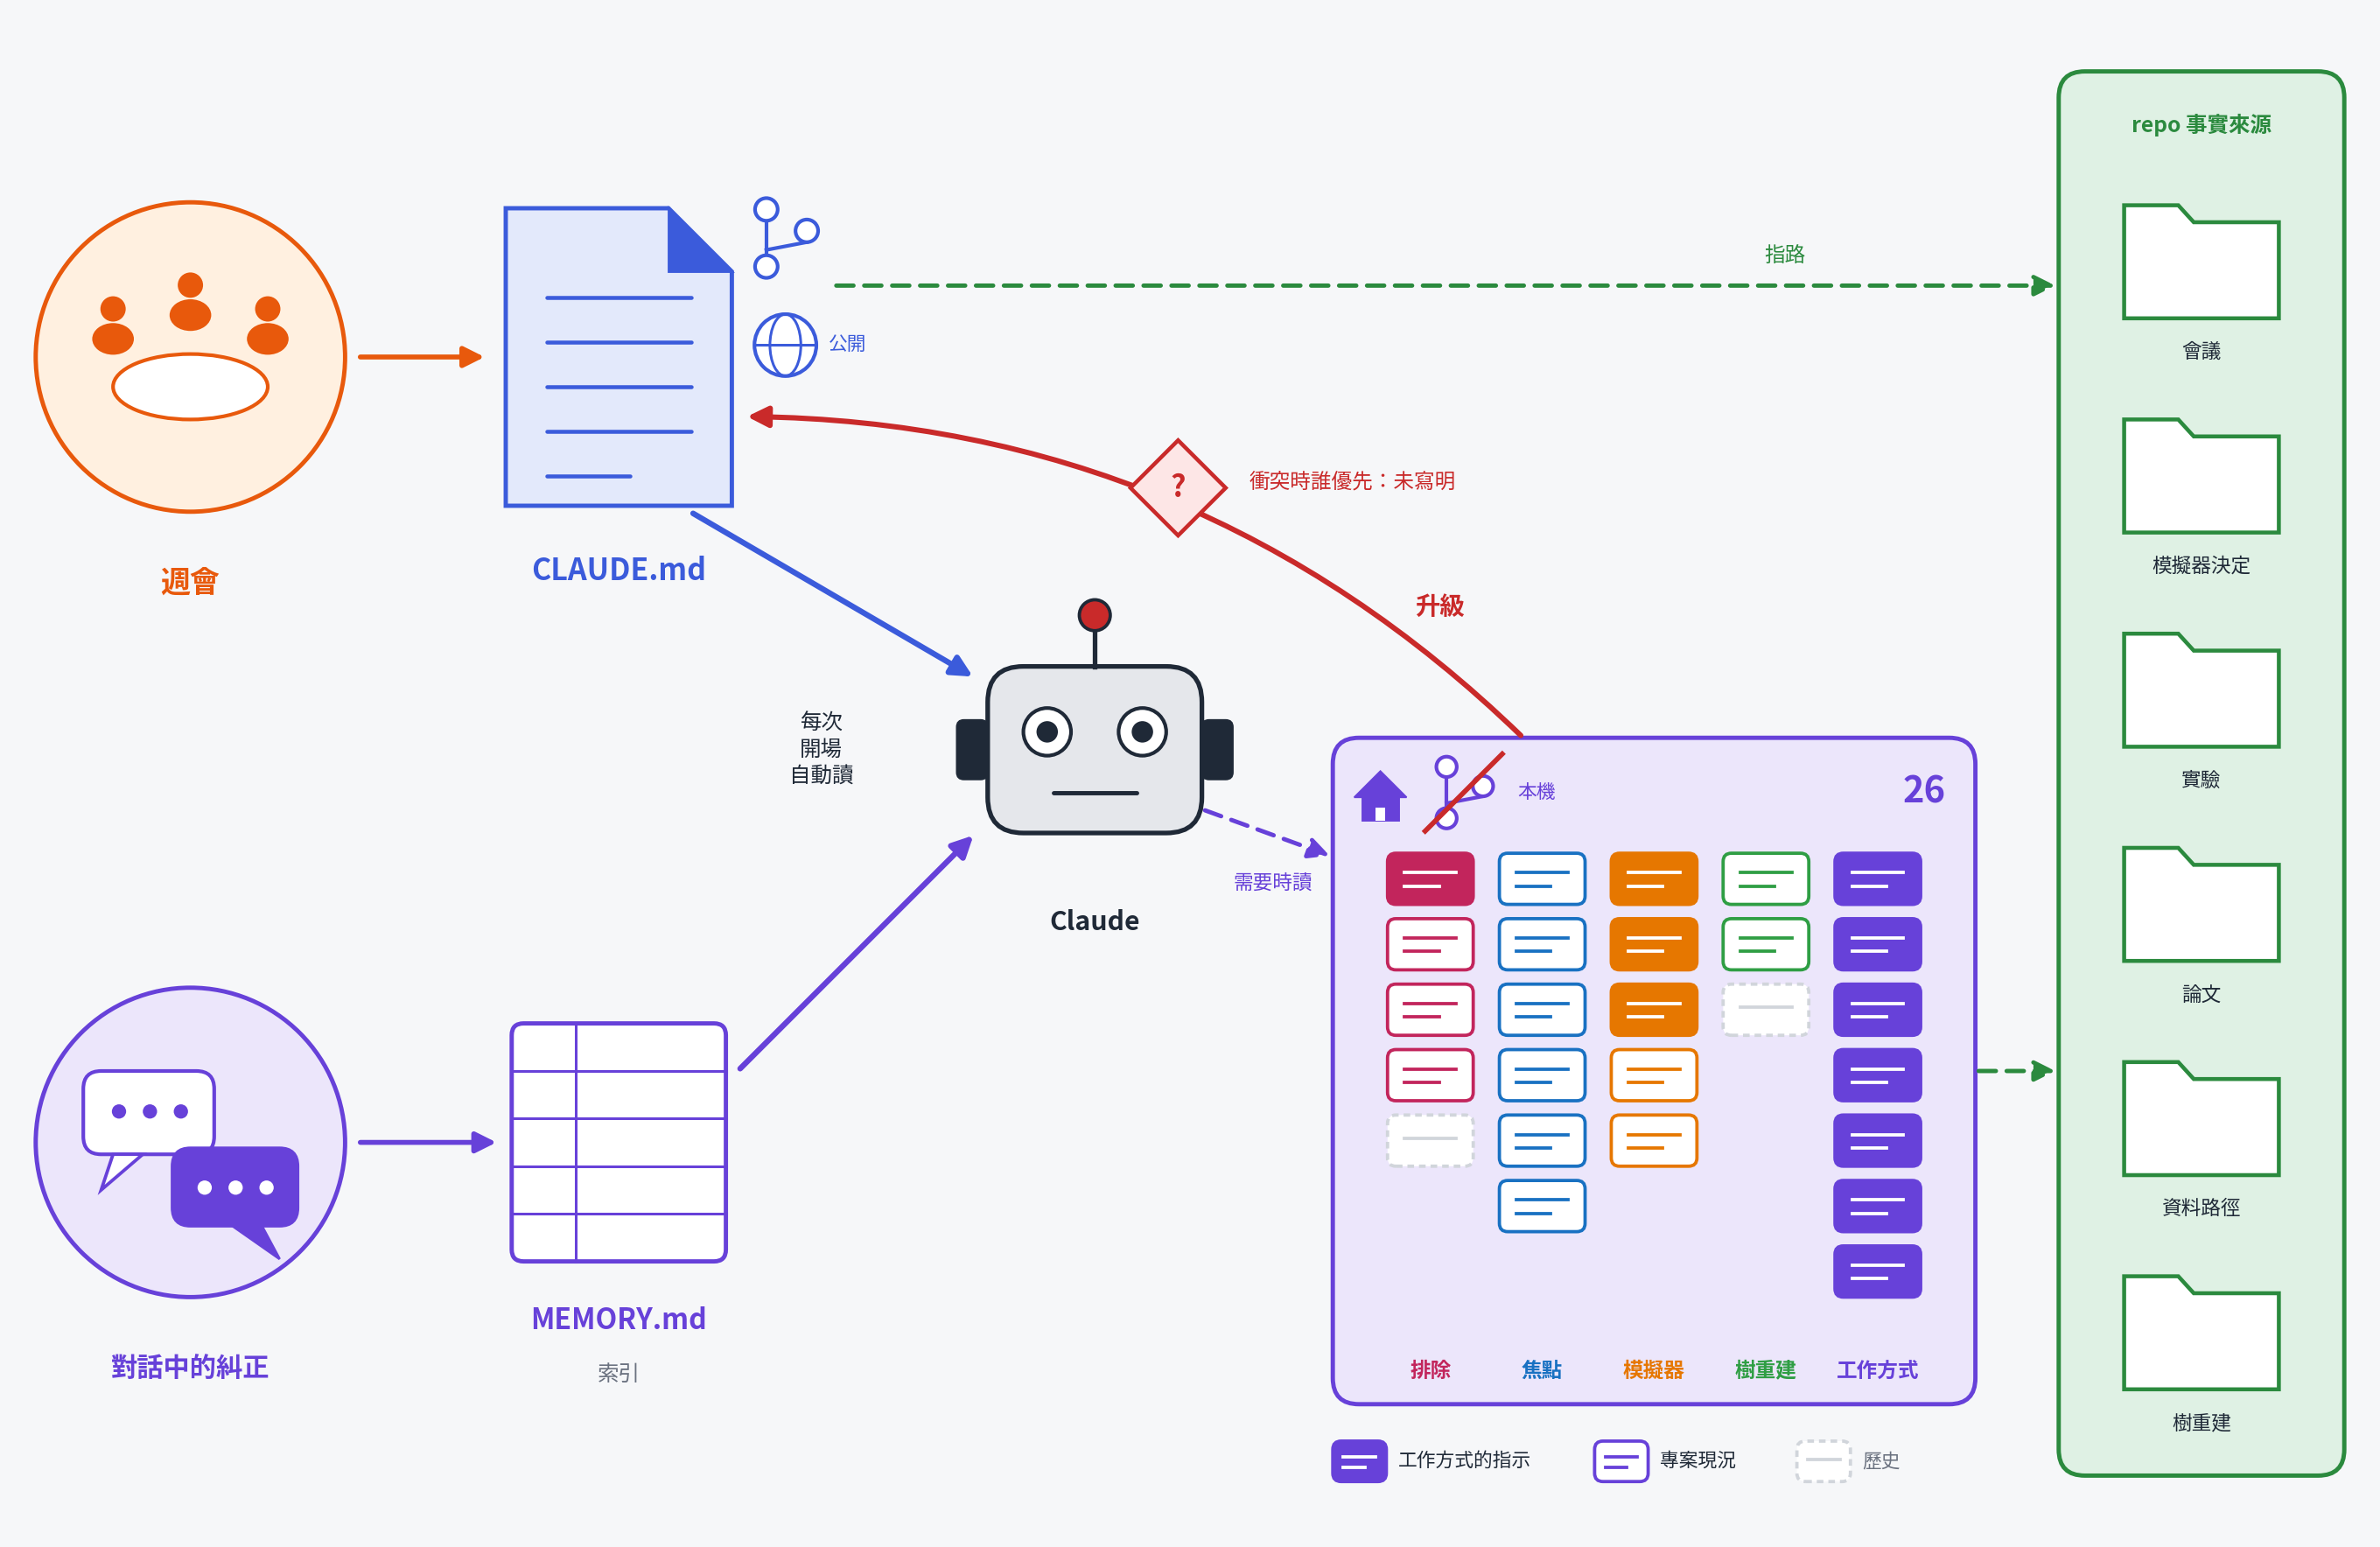 repo 事實來源
指路
公開
會議
?
衝突時誰優先：未寫明
模擬器決定
CLAUDE.md
週會
升級
每次
開場
自動讀
本機
26
實驗
需要時讀
Claude
論文
資料路徑
MEMORY.md
索引
對話中的糾正
排除
焦點
模擬器
樹重建
工作方式
樹重建
工作方式的指示
專案現況
歷史